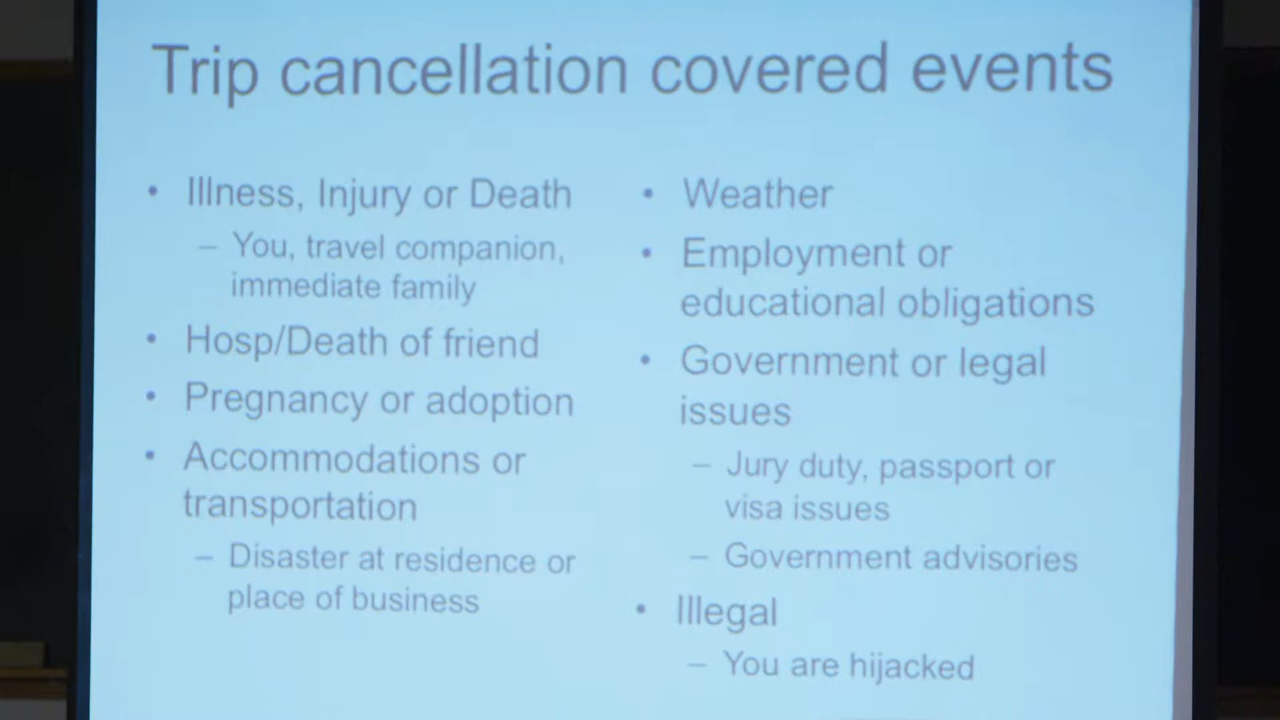 Trip cancellation covered events
• Illness, Injury or Death
– You, travel companion,
immediate family
• Hosp/Death of friend
• Pregnancy or adoption
• Accommodations or
transportation
– Disaster at residence or
place of business
• Weather
• Employment or
educational obligations
• Government or legal
issues
– Jury duty, passport or
visa issues
– Government advisories
• Illegal
– You are hijacked